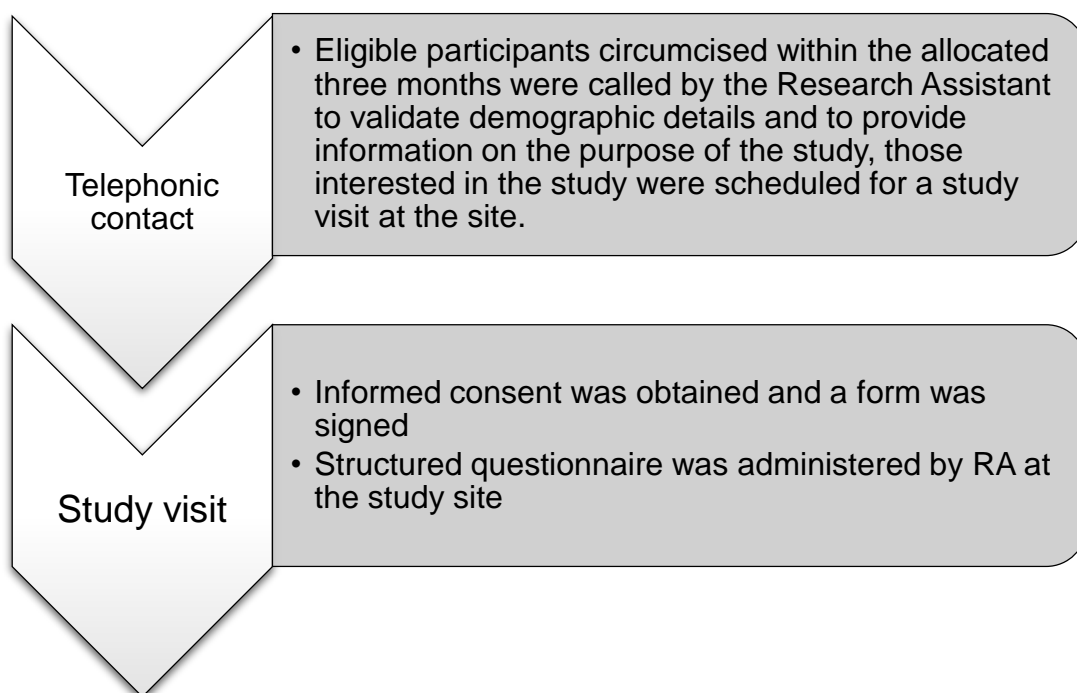 Telephonic
contact
• Eligible participants circumcised within the allocated
three months were called by the Research Assistant
to validate demographic details and to provide
information on the purpose of the study, those
interested in the study were scheduled for a study
visit at the site.
Study visit
• Informed consent was obtained and a form was
signed
• Structured questionnaire was administered by RA at
the study site